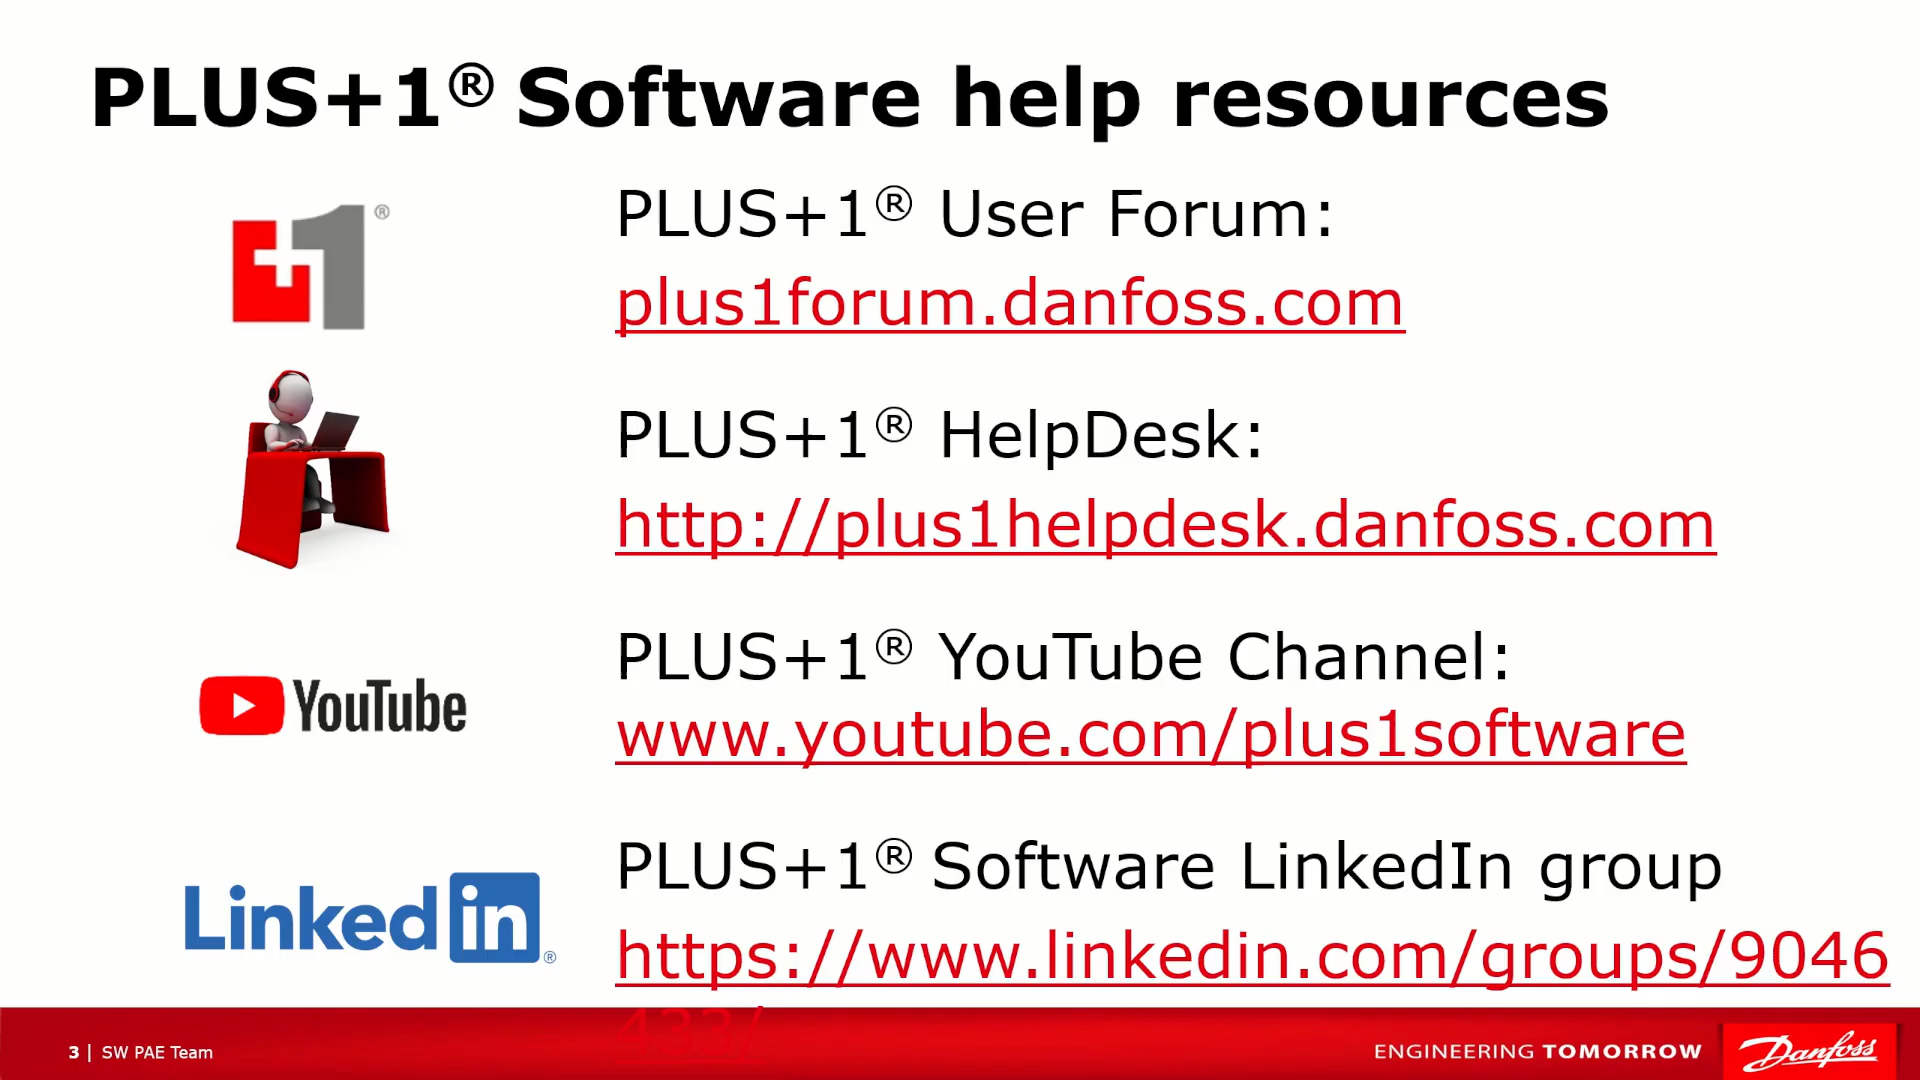 PLUS+1® Software help resources
+1®
PLUS+1® User Forum:
plus1forum.danfoss.com
PLUS+1® HelpDesk:
http://plus1helpdesk.danfoss.com
YouTube
PLUS+1® YouTube Channel:
www.youtube.com/plus1software
Linked in®
PLUS+1® Software LinkedIn group
https://www.linkedin.com/groups/9046
3 | SW PAE Team
ENGINEERING TOMORROW
Danfoss